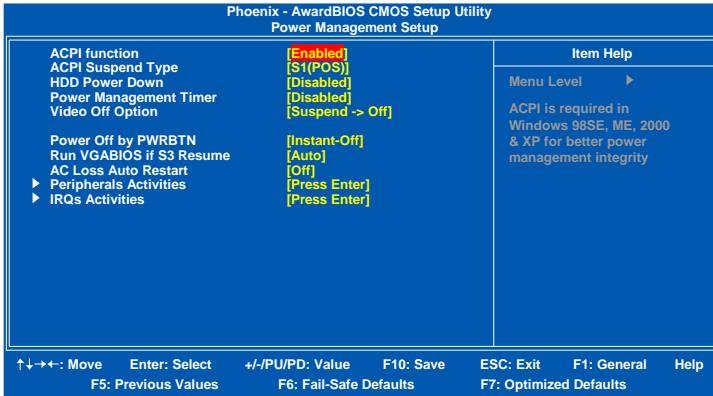 Phoenix - AwardBIOS CMOS Setup Utility
Power Management Setup
ACPI function [Enabled]
ACPI Suspend Type [S1(POS)]
HDD Power Down [Disabled]
Power Management Timer [Disabled]
Video Off Option [Suspend -> Off]
Power Off by PWRBTN [Instant-Off]
Run VGABIOS if S3 Resume [Auto]
AC Loss Auto Restart [Off]
Peripherals Activities [Press Enter]
IRQs Activities [Press Enter]
Item Help
Menu Level
ACPI is required in
Windows 98SE, ME, 2000
& XP for better power
management integrity
↑↓→←: Move Enter: Select +/-/PU/PD: Value F10: Save ESC: Exit F1: General Help
F5: Previous Values F6: Fail-Safe Defaults F7: Optimized Defaults